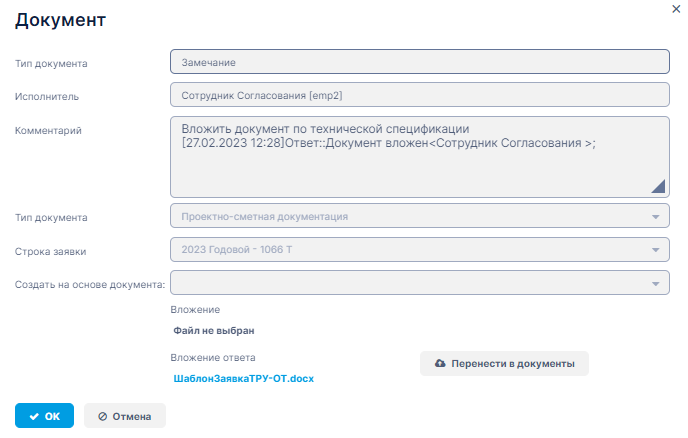 Документ
Тип документа
Замечание
Исполнитель
Сотрудник Согласования [emp2]
Комментарий
Вложить документ по технической спецификации
[27.02.2023 12:28]Ответ::Документ вложен<Сотрудник Согласования >;
Тип документа
Проектно-сметная документация
Строка заявки
2023 Годовой - 1066 Т
Создать на основе документа:
Вложение
Файл не выбран
Вложение ответа
Перенести в документы
ШаблонЗаявкаТРУ-ОТ.docx
ОК
Отмена